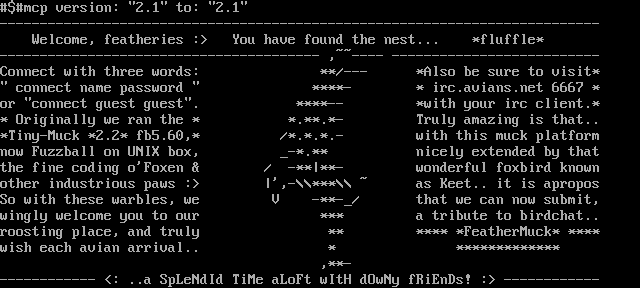 #$#mcp version: "2.1" to: "2.1"
Welcome, featheries :> You have found the nest... *fluffle*
Connect with three words: *Also be sure to visit*
" connect name password " * irc.avians.net 6667 *
or "connect guest guest". *with your irc client.*
* Originally we ran the * Truly amazing is that..
*Tiny-Muck *2.2* fb5.60,* with this muck platform
now Fuzzball on UNIX box, nicely extended by that
the fine coding o'Foxen & wonderful foxbird known
other industrious paws :> as Keet.. it is apropos
So with these warbles, we that we can now submit,
wingly welcome you to our a tribute to birdchat..
roosting place, and truly **** *FeatherMuck* ****
wish each avian arrival.. *************
<: ..a SpLeNdId TiMe aLoFt wItH dOwNy fRiEnDs! :>